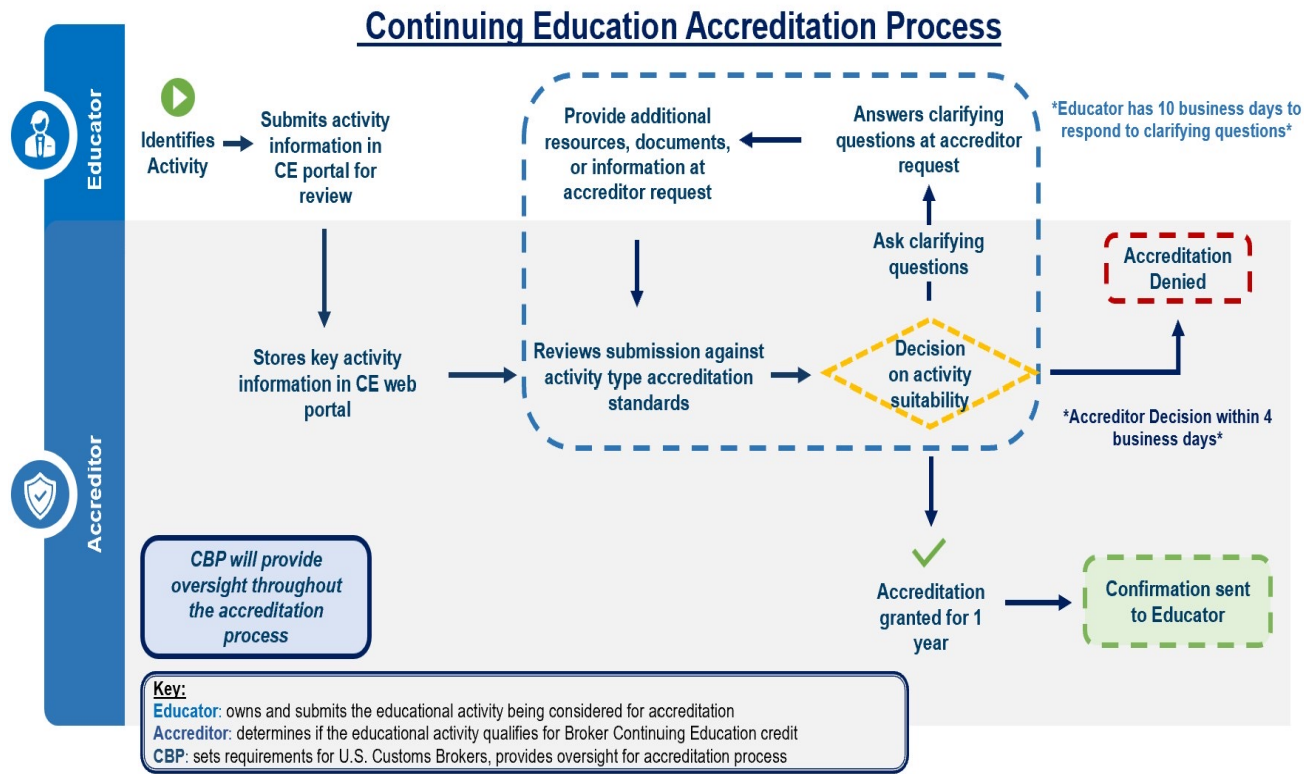 Continuing Education Accreditation Process
Educator
Identifies
Activity
Submits activity
information in
CE portal for
review
Provide additional
resources, documents,
or information at
accreditor request
Answers clarifying
questions at accreditor
request
*Educator has 10 business days to
respond to clarifying questions*
Ask clarifying
questions
Accreditation
Denied
Accreditor
Stores key activity
information in CE web
portal
Reviews submission against
activity type accreditation
standards
Decision
on activity
suitability
*Accreditor Decision within 4
business days*
CBP will provide
oversight throughout
the accreditation
process
Accreditation
granted for 1
year
Confirmation sent
to Educator
Key:
Educator: owns and submits the educational activity being considered for accreditation
Accreditor: determines if the educational activity qualifies for Broker Continuing Education credit
CBP: sets requirements for U.S. Customs Brokers, provides oversight for accreditation process